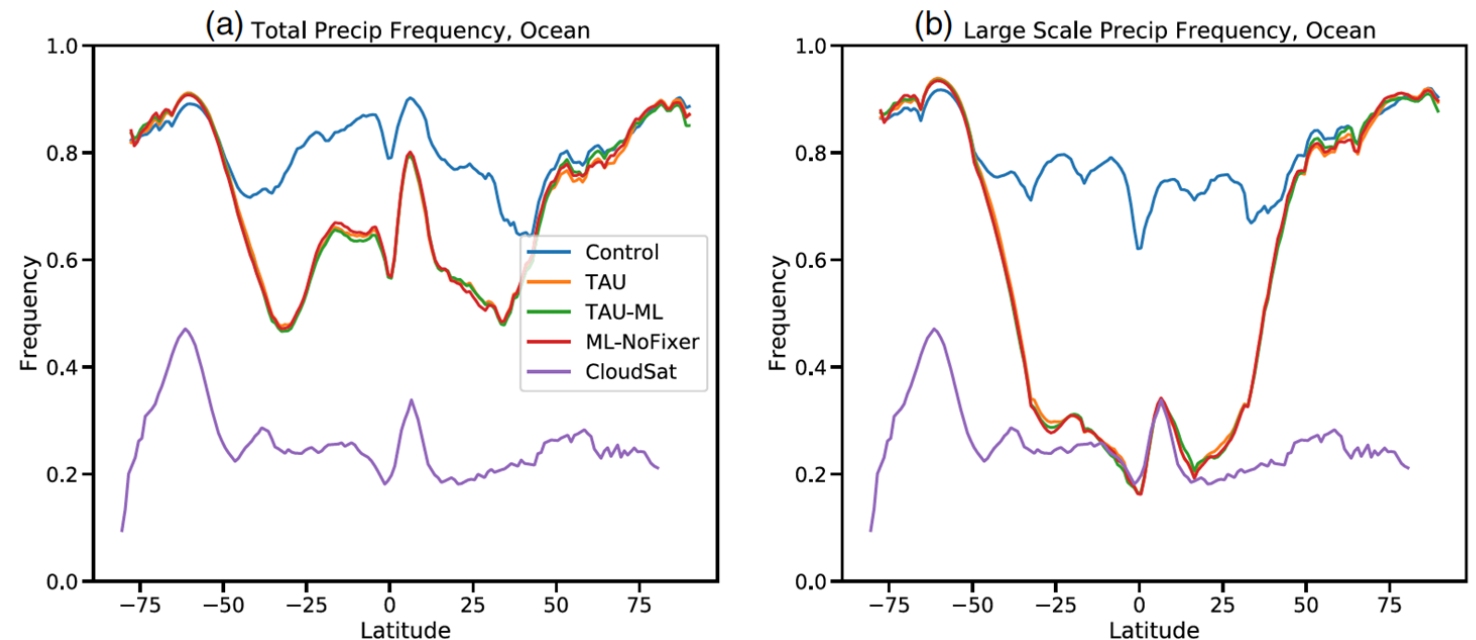 (a) Total Precip Frequency, Ocean
1.0
0.8
0.6
0.4
0.2
0.0
Frequency
−75 −50 −25 0 25 50 75
Latitude
Control
TAU
TAU-ML
ML-NoFixer
CloudSat
(b) Large Scale Precip Frequency, Ocean
1.0
0.8
0.6
0.4
0.2
0.0
Frequency
−75 −50 −25 0 25 50 75
Latitude